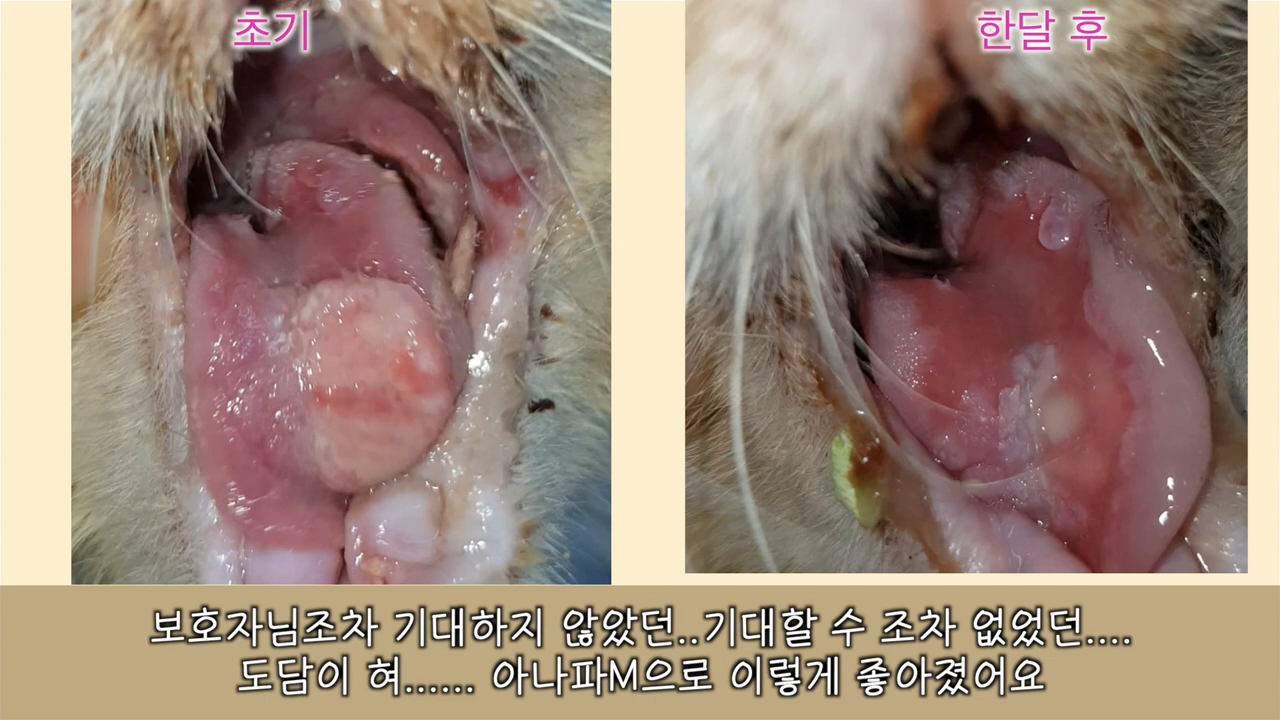 초기
한달 후
보호자님조차 기대하지 않았던..기대할 수 조차 없었던....
도담이 혀...... 아나파M으로 이렇게 좋아졌어요